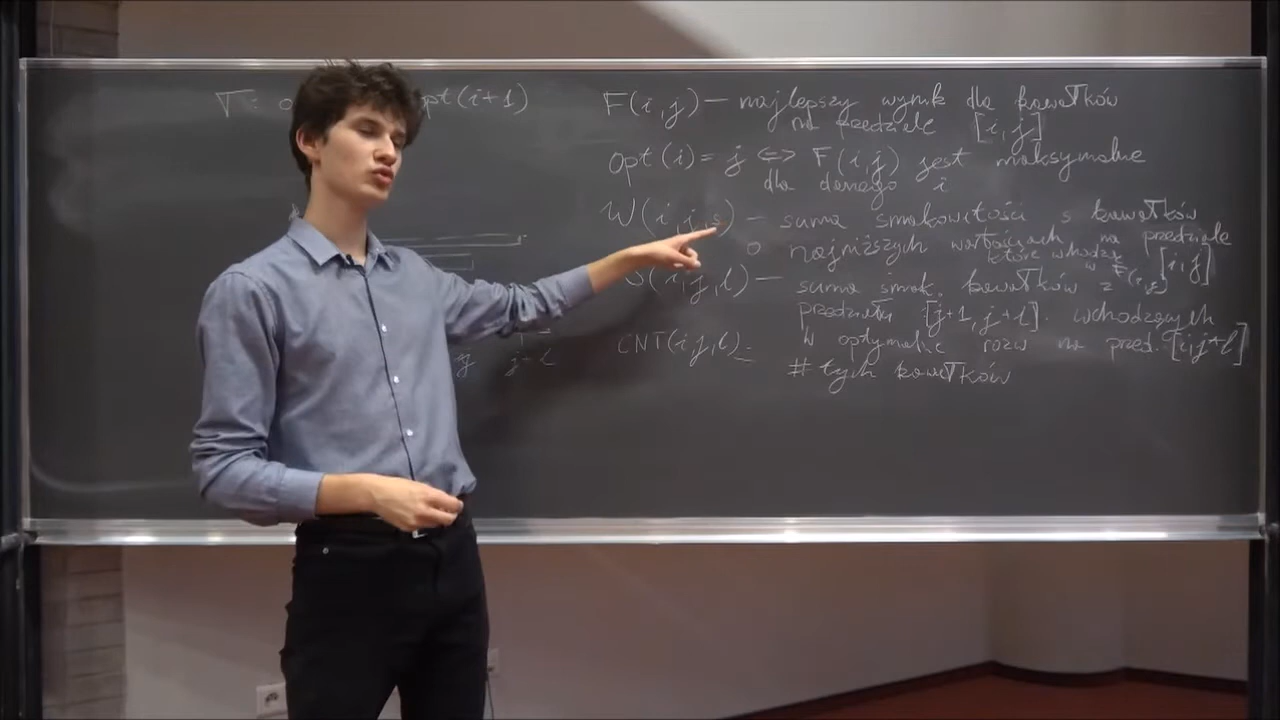 T: o pt(i+1)
F(i,j) – najlepszy wynik dla kawałków
na przedziale [i,j]
opt(i) = j ⇔ F(i,j) jest maksymalne
dla danego i
W(i,j,s) – suma smakowitości s kawałków
o najniższych wartościach na przedziale [i,j]
które wchodzą w F(i,j)
(i,j,l) – suma smak. kawałków z
przedziału [j+1,j+l]. wchodzących
w optymalne rozw na przed. [i,j+l]
CNT(i,j,l) –
# tych kawałków
j j+l